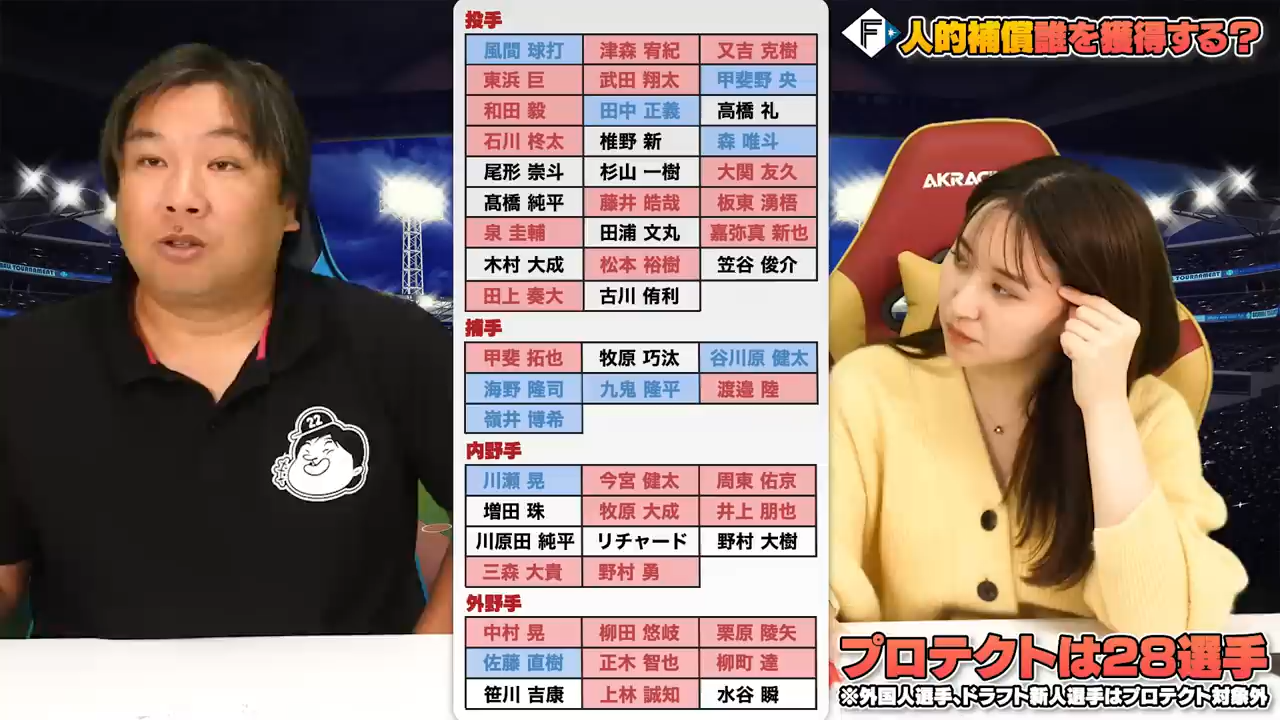 人的補償誰を獲得する?
投手
風間 球打 津森 宥紀 又吉 克樹
東浜 巨 武田 翔太 甲斐野 央
和田 毅 田中 正義 高橋 礼
石川 柊太 椎野 新 森 唯斗
尾形 崇斗 杉山 一樹 大関 友久
髙橋 純平 藤井 皓哉 板東 湧梧
泉 圭輔 田浦 文丸 嘉弥真 新也
木村 大成 松本 裕樹 笠谷 俊介
田上 奏大 古川 侑利
捕手
甲斐 拓也 牧原 巧汰 谷川原 健太
海野 隆司 九鬼 隆平 渡邉 陸
嶺井 博希
内野手
川瀬 晃 今宮 健太 周東 佑京
増田 珠 牧原 大成 井上 朋也
川原田 純平 リチャード 野村 大樹
三森 大貴 野村 勇
外野手
中村 晃 柳田 悠岐 栗原 陵矢
佐藤 直樹 正木 智也 柳町 達
笹川 吉康 上林 誠知 水谷 瞬
プロテクトは28選手
※外国人選手、ドラフト新人選手はプロテクト対象外
F
22
AKRAC
TOURNAMENT
TOURNAMENT